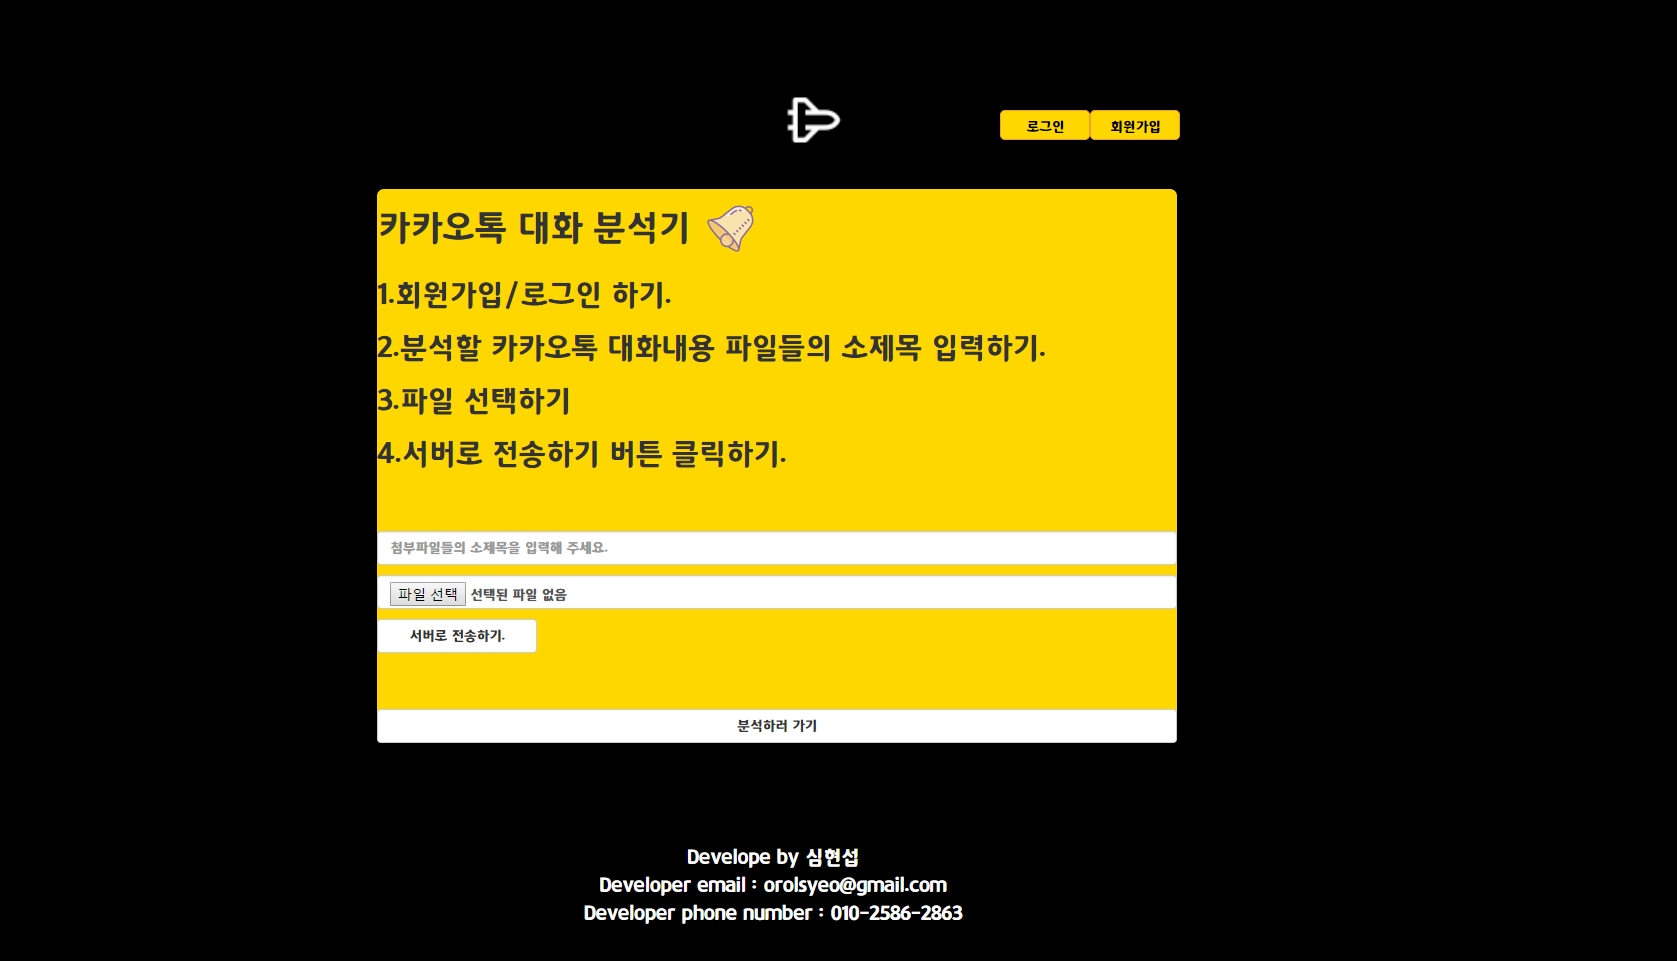 로그인 회원가입
카카오톡 대화 분석기
1.회원가입/로그인 하기.
2.분석할 카카오톡 대화내용 파일들의 소제목 입력하기.
3.파일 선택하기
4.서버로 전송하기 버튼 클릭하기.
첨부파일들의 소제목을 입력해 주세요.
파일 선택 선택된 파일 없음
서버로 전송하기.
분석하러 가기
Develope by 심현섭
Developer email : orolsyeo@gmail.com
Developer phone number : 010-2586-2863